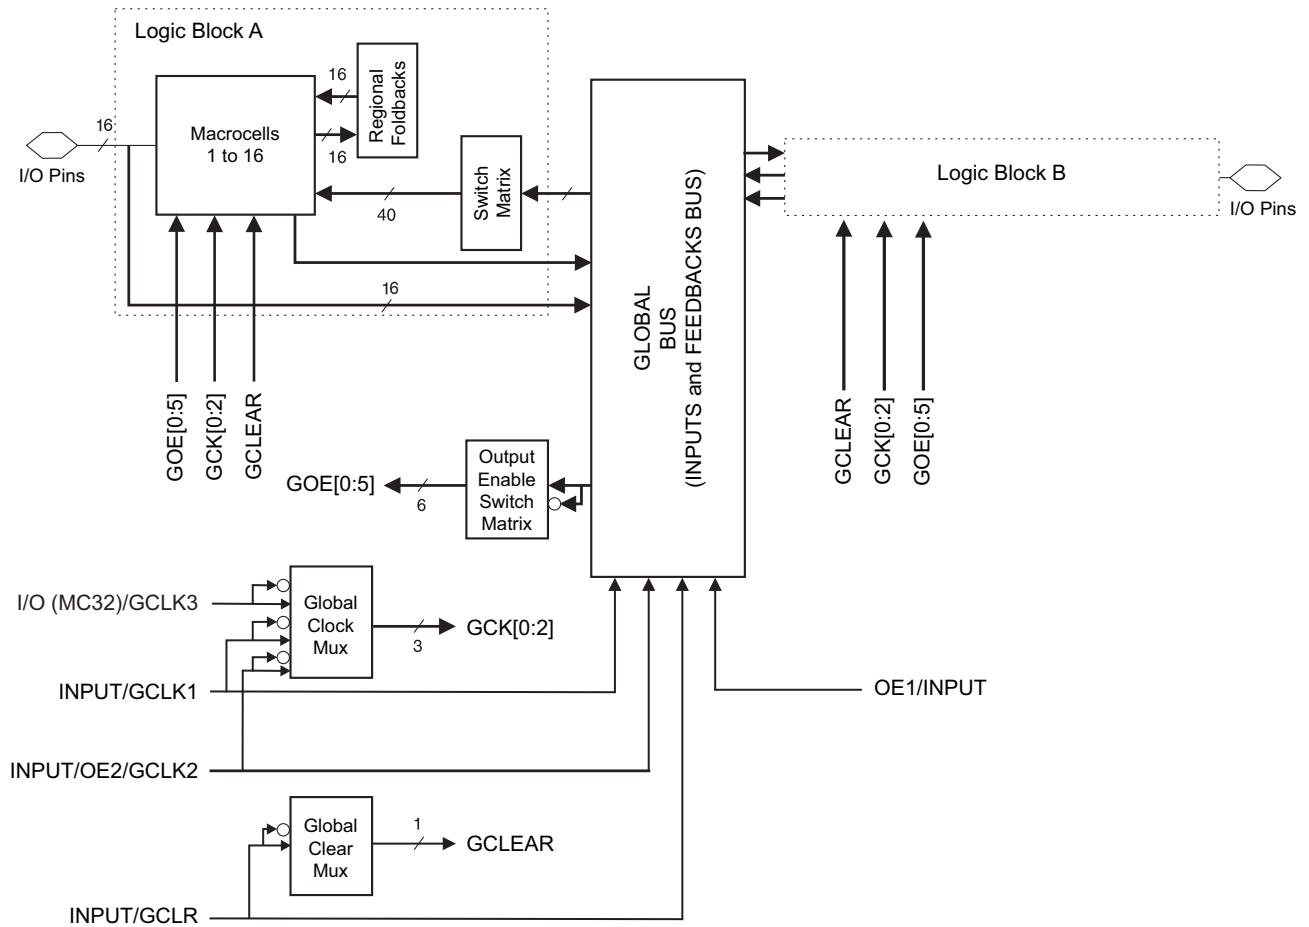 Logic Block A
16
Regional
Foldbacks
16
Macrocells
1 to 16
16
I/O Pins
Switch
Matrix
40
16
GOE[0:5]
GCK[0:2]
GCLEAR
GLOBAL
BUS
(INPUTS and FEEDBACKS BUS)
Logic Block B
I/O Pins
GCLEAR
GCK[0:2]
GOE[0:5]
Output
Enable
Switch
Matrix
GOE[0:5]
6
I/O (MC32)/GCLK3
Global
Clock
Mux
3
GCK[0:2]
INPUT/GCLK1
OE1/INPUT
INPUT/OE2/GCLK2
Global
Clear
Mux
1
GCLEAR
INPUT/GCLR